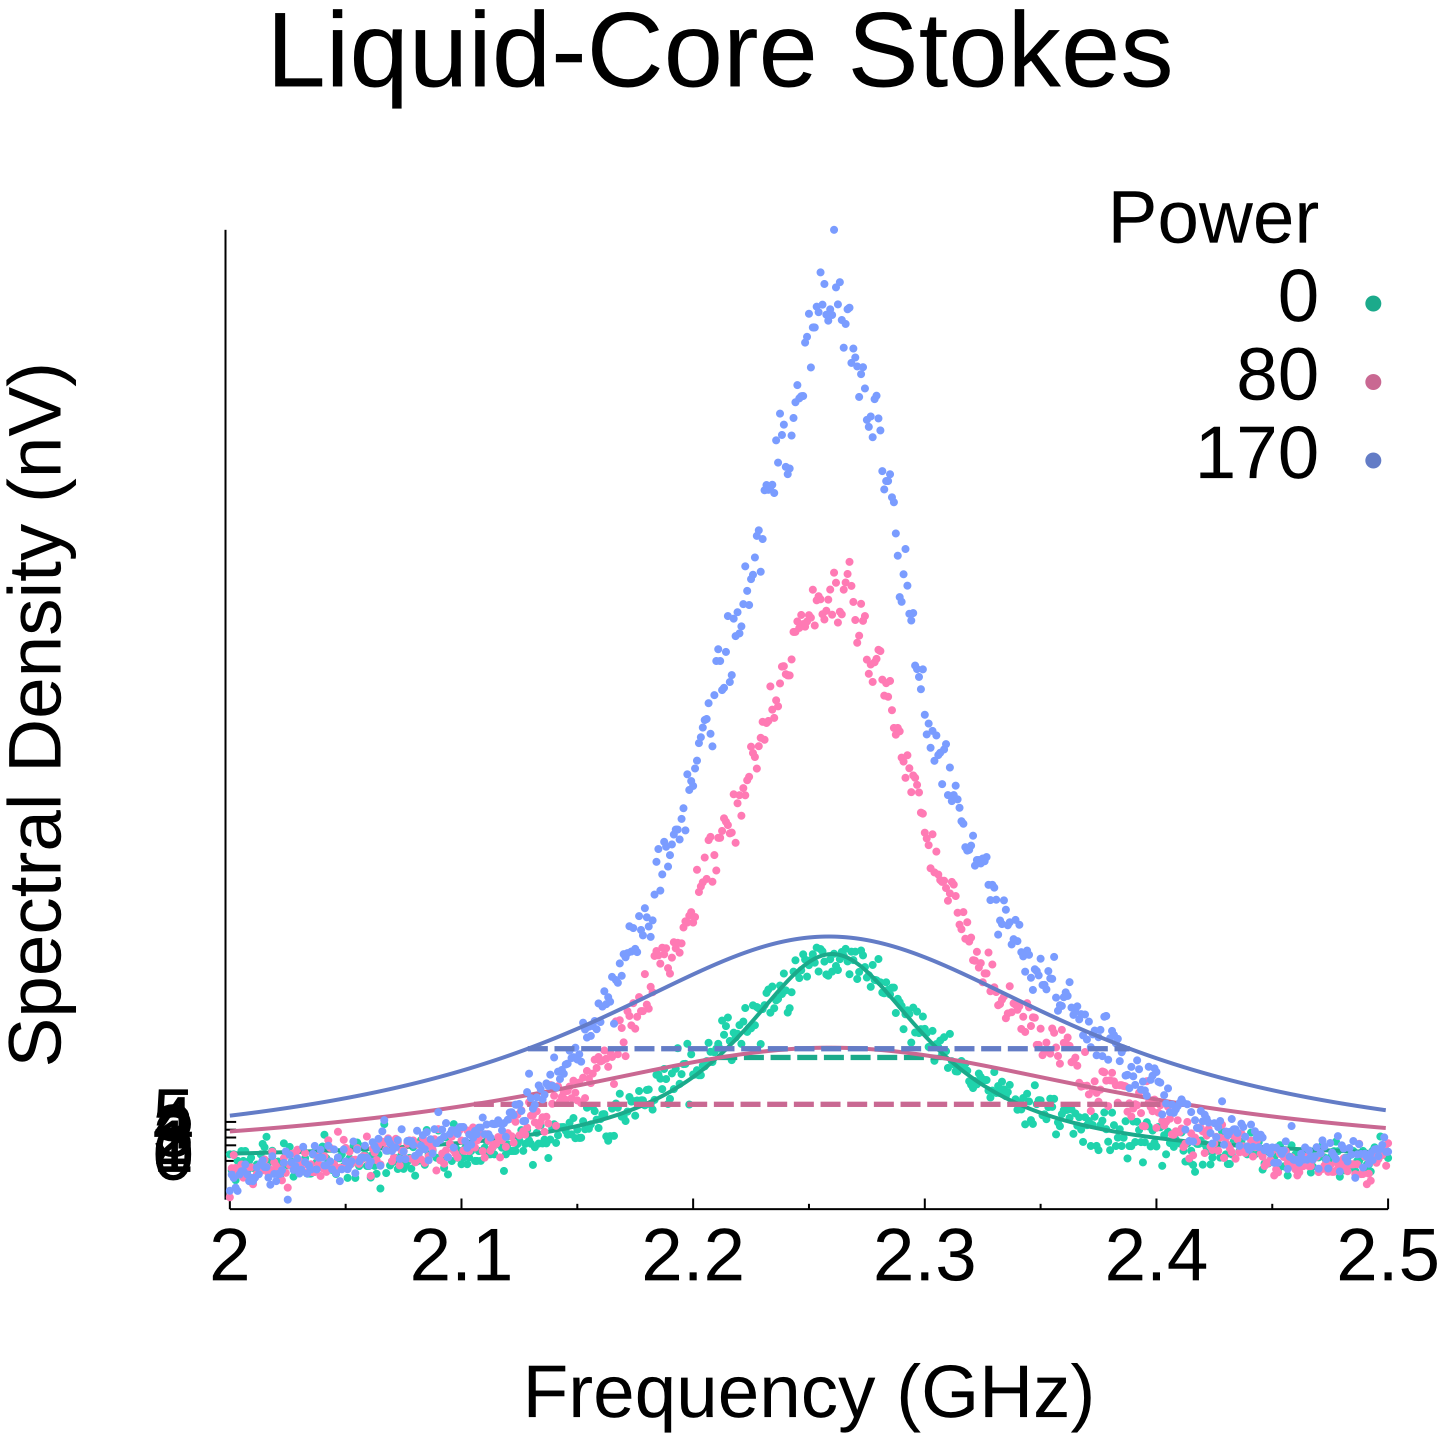 Liquid-Core Stokes
Power
0
80
170
Spectral Density (nV)
2
2.1
2.2
2.3
2.4
2.5
Frequency (GHz)